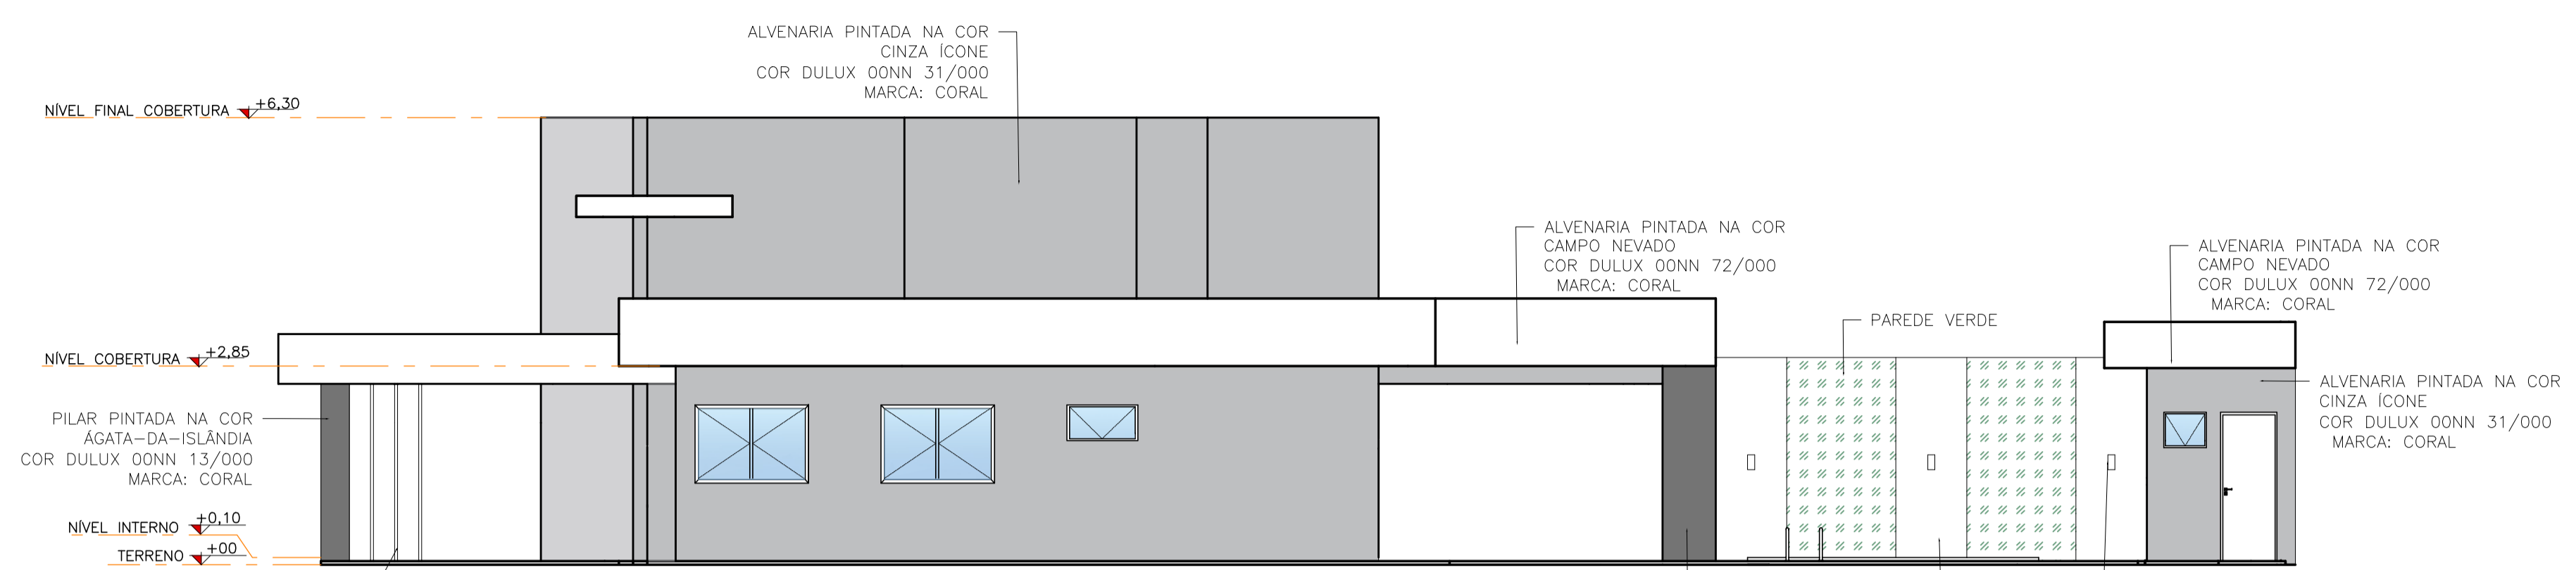 ALVENARIA PINTADA NA COR
CINZA ÍCONE
COR DULUX 00NN 31/000
MARCA: CORAL
NÍVEL FINAL COBERTURA +6,30
ALVENARIA PINTADA NA COR
CAMPO NEVADO
COR DULUX 00NN 72/000
MARCA: CORAL
ALVENARIA PINTADA NA COR
CAMPO NEVADO
COR DULUX 00NN 72/000
MARCA: CORAL
PAREDE VERDE
NÍVEL COBERTURA +2,85
ALVENARIA PINTADA NA COR
CINZA ÍCONE
COR DULUX 00NN 31/000
MARCA: CORAL
PILAR PINTADA NA COR
ÁGATA-DA-ISLÂNDIA
COR DULUX 00NN 13/000
MARCA: CORAL
NÍVEL INTERNO +0,10
TERRENO +00